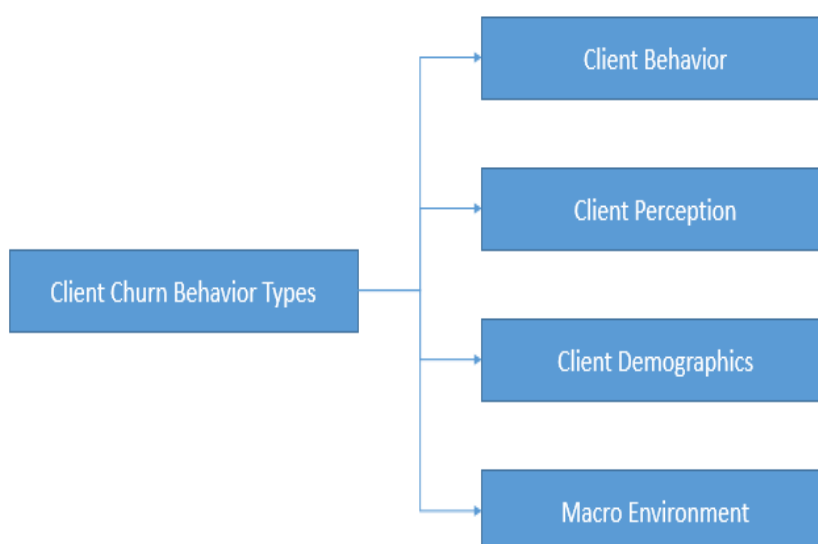 Client Behavior
Client Perception
Client Churn Behavior Types
Client Demographics
Macro Environment